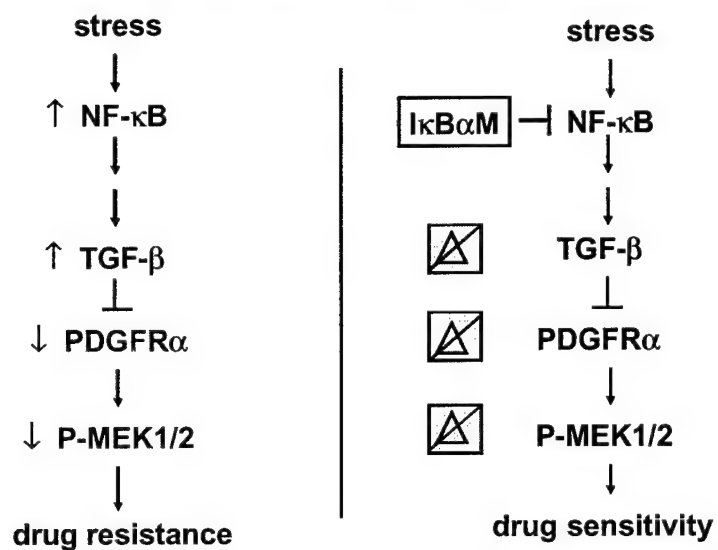 stress
↑ NF-κB
↑ TGF-β
↓ PDGFRα
↓ P-MEK1/2
drug resistance
stress
IκBαM
NF-κB
Δ TGF-β
Δ PDGFRα
Δ P-MEK1/2
drug sensitivity